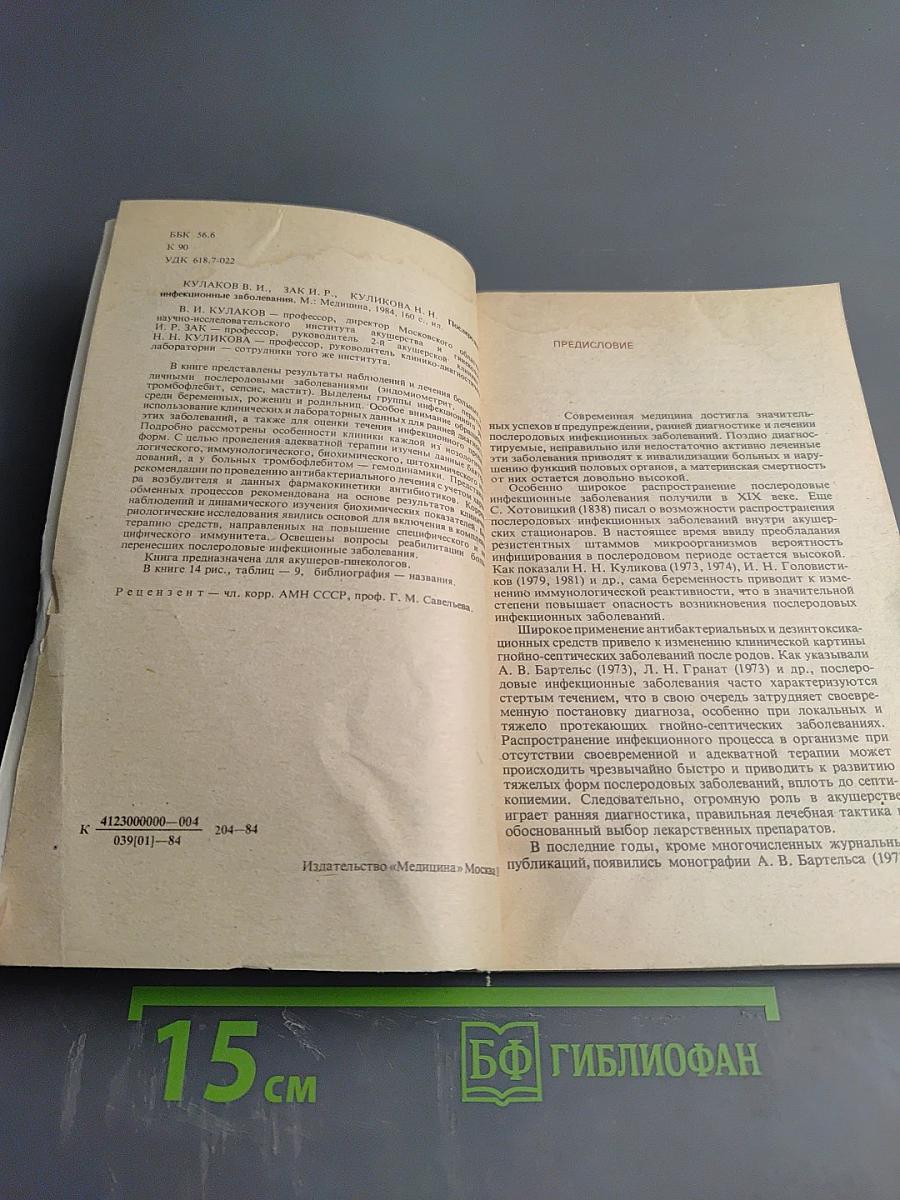 ББК 56.6
К 90
УДК 618.7-022
КУЛАКОВ В. И., ЗАК И. Р., КУЛИКОВА Н. Н.
инфекционные заболевания. М.: Медицина, 1984, 160 с., ил.
В. И. КУЛАКОВ — профессор, директор Московского
научно-исследовательского института акушерства и
И. Р. ЗАК — профессор, руководитель 2-й акушерской
Н. Н. КУЛИКОВА — профессор, руководитель
лаборатории — сотрудники того же института.
В книге представлены результаты наблюдений и лечения
личными послеродовыми заболеваниями (эндомиометрит,
тромбофлебит, сепсис, мастит). Выделены группы инфекционного
среди беременных, рожениц и родильниц. Особое внимание
использование клинических и лабораторных данных для ранней
этих заболеваний, а также для оценки течения инфекционного
Подробно рассмотрены особенности клиники каждой из
форм. С целью проведения адекватной терапии изучены данные
логического, иммунологического, биохимического, цитохимического
дований, а у больных тромбофлебитом — гемодинамики.
рекомендации по проведению антибактериального лечения с учетом
ра возбудителя и данных фармакокинетики антибиотиков.
обменных процессов рекомендована на основе результатов
наблюдений и динамического изучения биохимических показателей.
риологические исследования явились основой для включения в
терапию средств, направленных на повышение специфического и
цифического иммунитета. Освещены вопросы реабилитации
перенесших послеродовые инфекционные заболевания.
Книга предназначена для акушеров-гинекологов.
В книге 14 рис., таблиц — 9, библиография — названия.
Рецензент — чл. корр. АМН СССР, проф. Г. М. Савельева.
К 4123000000—004 204—84
039[01]—84
Издательство «Медицина» Москва
ПРЕДИСЛОВИЕ
Современная медицина достигла значитель-
ных успехов в предупреждении, ранней диагностике и лечении
послеродовых инфекционных заболеваний. Поздно диагнос-
тируемые, неправильно или недостаточно активно леченные
эти заболевания приводят к инвалидизации больных и нару-
шению функций половых органов, а материнская смертность
от них остается довольно высокой.
Особенно широкое распространение послеродовые
инфекционные заболевания получили в XIX веке. Еще
С. Хотовицкий (1838) писал о возможности распространения
послеродовых инфекционных заболеваний внутри акушер-
ских стационаров. В настоящее время ввиду преобладания
резистентных штаммов микроорганизмов вероятность
инфицирования в послеродовом периоде остается высокой.
Как показали Н. Н. Куликова (1973, 1974), И. Н. Головисти-
ков (1979, 1981) и др., сама беременность приводит к изме-
нению иммунологической реактивности, что в значительной
степени повышает опасность возникновения послеродовых
инфекционных заболеваний.
Широкое применение антибактериальных и дезинтоксика-
ционных средств привело к изменению клинической картины
гнойно-септических заболеваний после родов. Как указывали
А. В. Бартельс (1973), Л. Н. Гранат (1973) и др., послеро-
довые инфекционные заболевания часто характеризуются
стертым течением, что в свою очередь затрудняет своевре-
менную постановку диагноза, особенно при локальных и
тяжело протекающих гнойно-септических заболеваниях.
Распространение инфекционного процесса в организме при
отсутствии своевременной и адекватной терапии может
происходить чрезвычайно быстро и приводить к развитию
тяжелых форм послеродовых заболеваний, вплоть до септи-
копиемии. Следовательно, огромную роль в акушерстве
играет ранняя диагностика, правильная лечебная тактика
обоснованный выбор лекарственных препаратов.
В последние годы, кроме многочисленных журнальны
публикаций, появились монографии А. В. Бартельса (197
15 см
БФ ГИБЛИОФАН